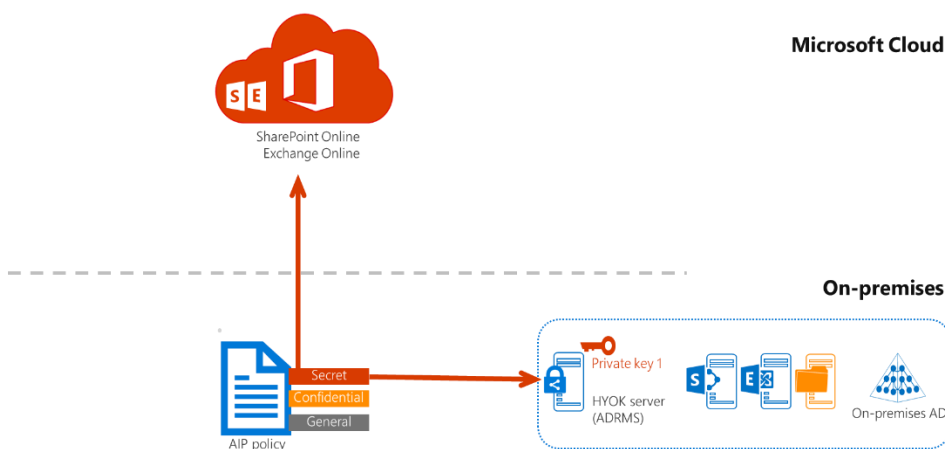 Microsoft Cloud
S E
SharePoint Online
Exchange Online
On-premises
Private key 1
Secret
Confidential
General
HYOK server
(ADRMS)
S
E
On-premises AD
AIP policy